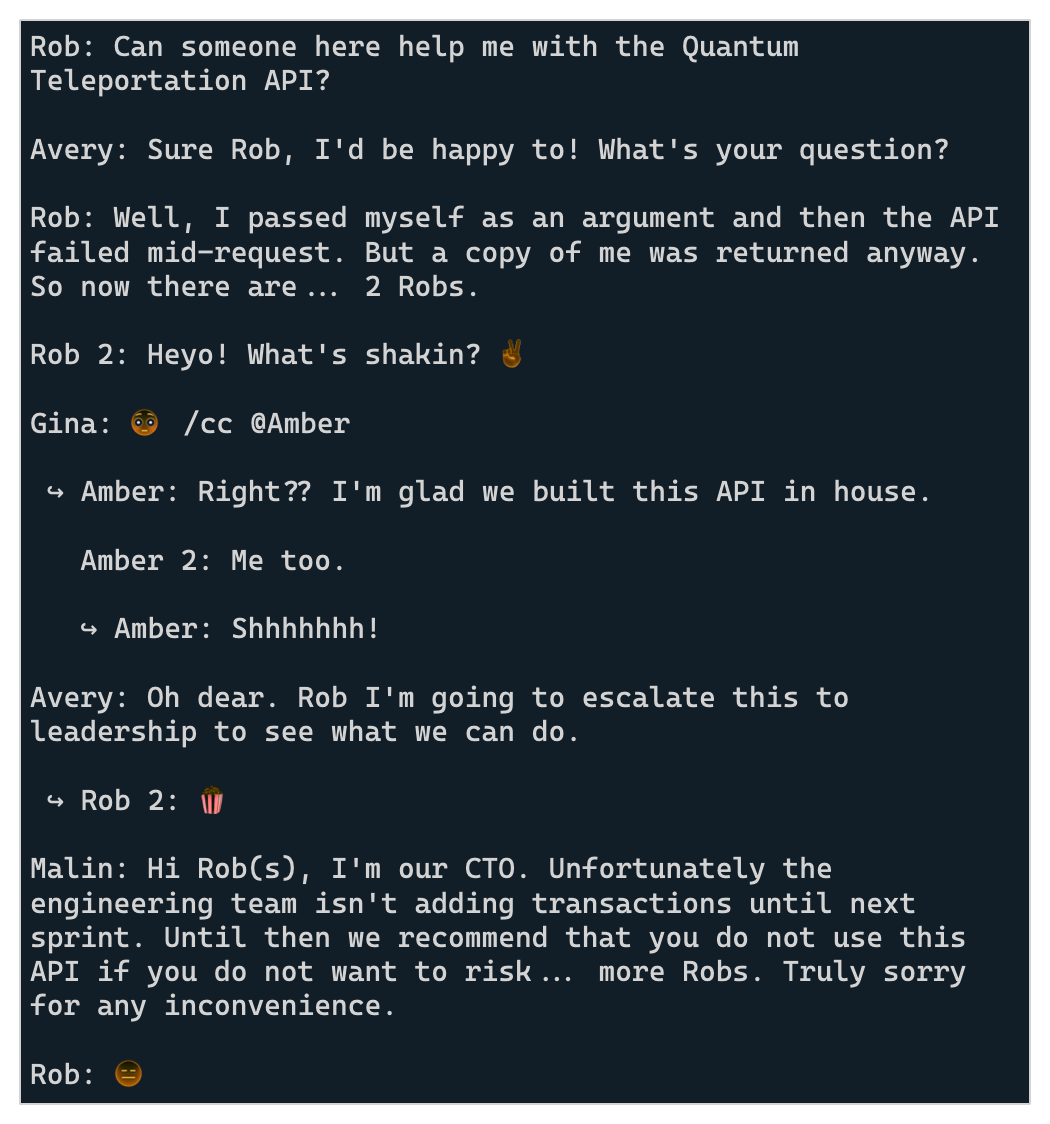 Rob: Can someone here help me with the Quantum
Teleportation API?
Avery: Sure Rob, I'd be happy to! What's your question?
Rob: Well, I passed myself as an argument and then the API
failed mid-request. But a copy of me was returned anyway.
So now there are... 2 Robs.
Rob 2: Heyo! What's shakin? ✌🏾
Gina: 😳 /cc @Amber
↪ Amber: Right?? I'm glad we built this API in house.
Amber 2: Me too.
↪ Amber: Shhhhhhh!
Avery: Oh dear. Rob I'm going to escalate this to
leadership to see what we can do.
↪ Rob 2: 🍿
Malin: Hi Rob(s), I'm our CTO. Unfortunately the
engineering team isn't adding transactions until next
sprint. Until then we recommend that you do not use this
API if you do not want to risk... more Robs. Truly sorry
for any inconvenience.
Rob: 😑